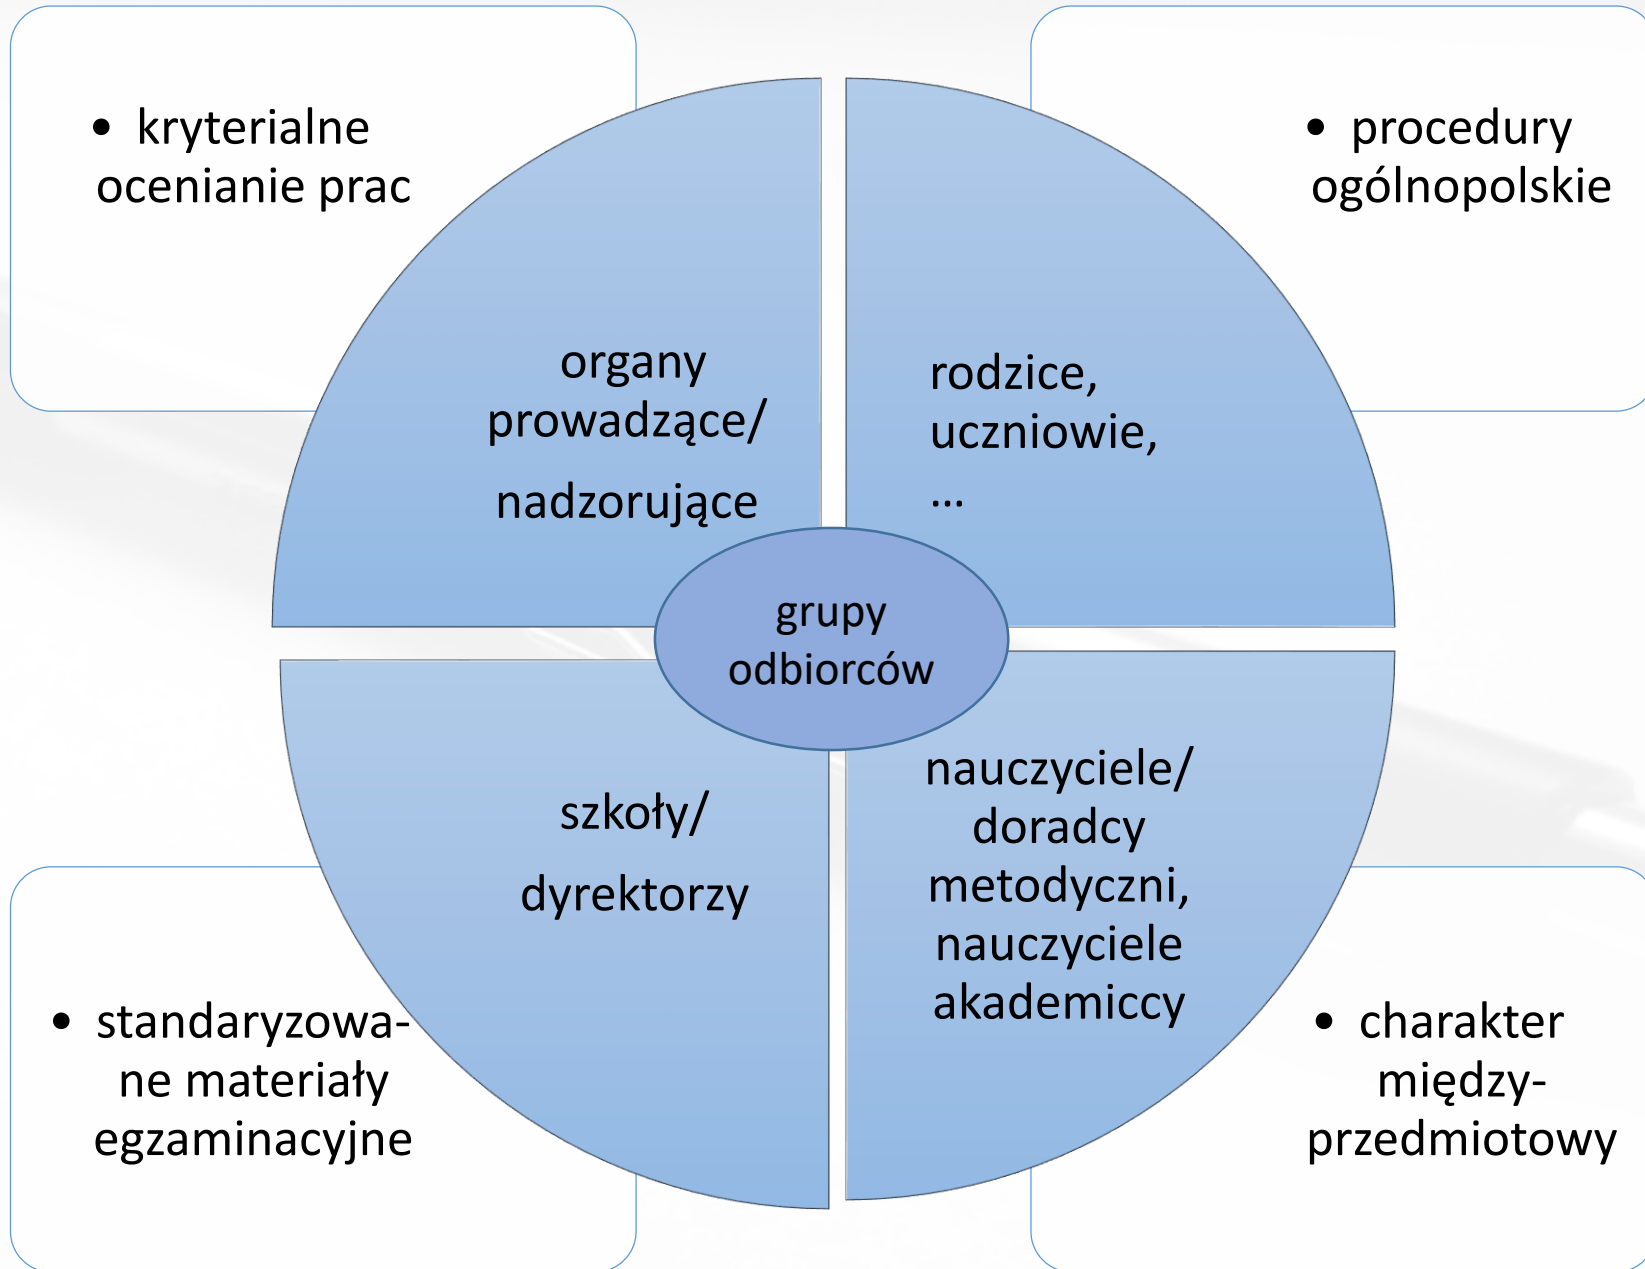 • kryterialne
ocenianie prac
• procedury
ogólnopolskie
organy
prowadzące/
nadzorujące
rodzice,
uczniowie,
...
grupy
odbiorców
szkoły/
dyrektorzy
nauczyciele/
doradcy
metodyczni,
nauczyciele
akademiccy
• standaryzowa-
ne materiały
egzaminacyjne
• charakter
między-
przedmiotowy